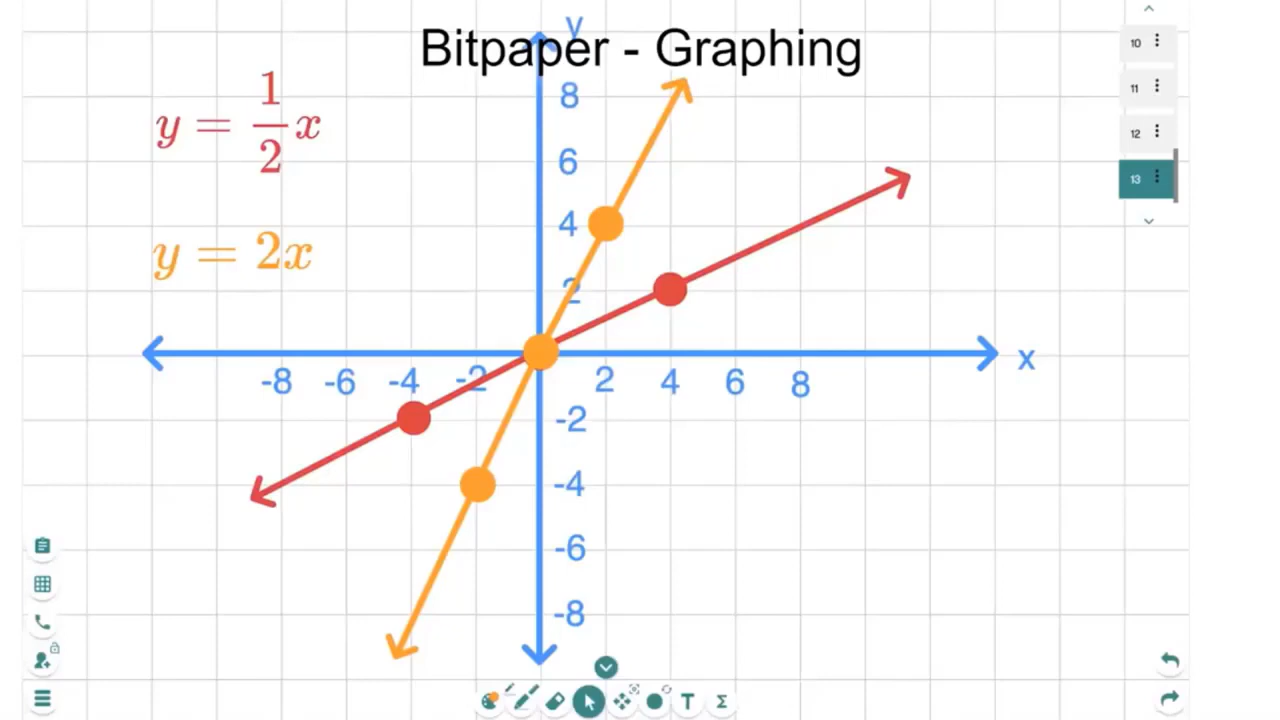 Bitpaper - Graphing
y
y = 1/2 x
y = 2x
8
6
4
2
x
-8 -6 -4 -2 2 4 6 8
-2
-4
-6
-8
10
11
12
13
T
Σ